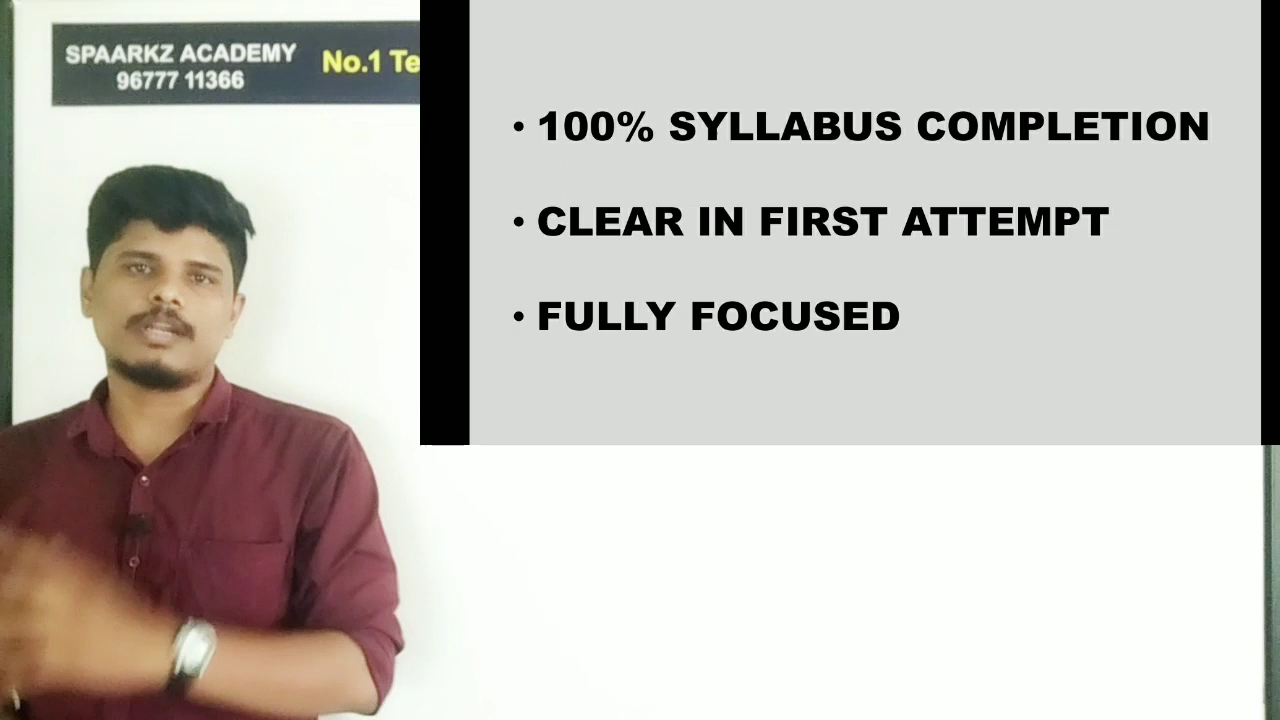 SPAARKZ ACADEMY
96777 11366
No.1 Te
• 100% SYLLABUS COMPLETION
• CLEAR IN FIRST ATTEMPT
• FULLY FOCUSED